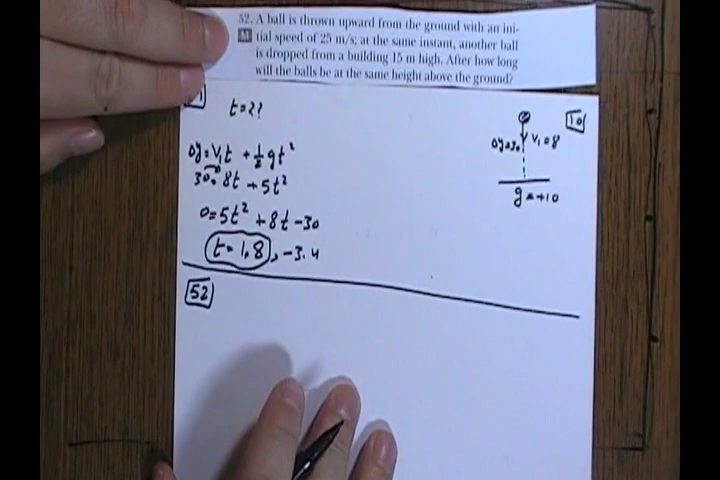 52. A ball is thrown upward from the ground with an ini-
M tial speed of 25 m/s; at the same instant, another ball
is dropped from a building 15 m high. After how long
will the balls be at the same height above the ground?
t=??
10
Δy=V₁t + ½gt²
V₁=8
30=8t+5t²
g=+10
0=5t²+8t-30
t=1.8, -3.4
52